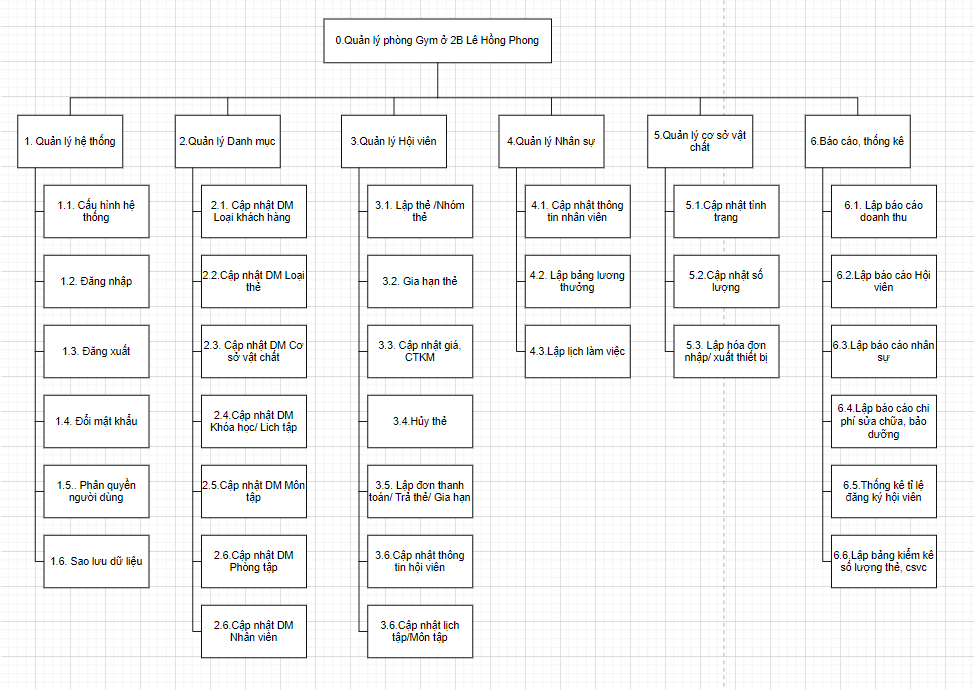 0.Quản lý phòng Gym ở 2B Lê Hồng Phong
1. Quản lý hệ thống
2.Quản lý Danh mục
3.Quản lý Hội viên
4.Quản lý Nhân sự
5.Quản lý cơ sở vật
chất
6.Báo cáo, thống kê
1.1. Cấu hình hệ
thống
1.2. Đăng nhập
1.3. Đăng xuất
1.4. Đổi mật khẩu
1.5.. Phân quyền
người dùng
1.6. Sao lưu dữ liệu
2.1. Cập nhật DM
Loại khách hàng
2.2.Cập nhật DM Loại
thẻ
2.3. Cập nhật DM Cơ
sở vật chất
2.4.Cập nhật DM
Khóa học/ Lich tập
2.5.Cập nhật DM Môn
tập
2.6.Cập nhật DM
Phòng tập
2.6.Cập nhật DM
Nhân viên
3.1. Lập thẻ /Nhóm
thẻ
3.2. Gia hạn thẻ
3.3. Cập nhật giá,
CTKM
3.4.Hủy thẻ
3.5. Lập đơn thanh
toán/ Trả thẻ/ Gia hạn
3.6.Cập nhật thông
tin hội viên
3.6.Cập nhật lịch
tập/Môn tập
4.1. Cập nhật thông
tin nhân viên
4.2. Lập bảng lương
thưởng
4.3.Lập lịch làm việc
5.1.Cập nhật tình
trạng
5.2.Cập nhật số
lượng
5.3. Lập hóa đơn
nhập/ xuất thiết bị
6.1. Lập báo cáo
doanh thu
6.2.Lập báo cáo Hội
viên
6.3.Lập báo cáo nhân
sự
6.4.Lập báo cáo chi
phí sửa chữa, bảo
dưỡng
6.5.Thống kê tỉ lệ
đăng ký hội viên
6.6.Lập bảng kiểm kê
số lượng thẻ, csvc